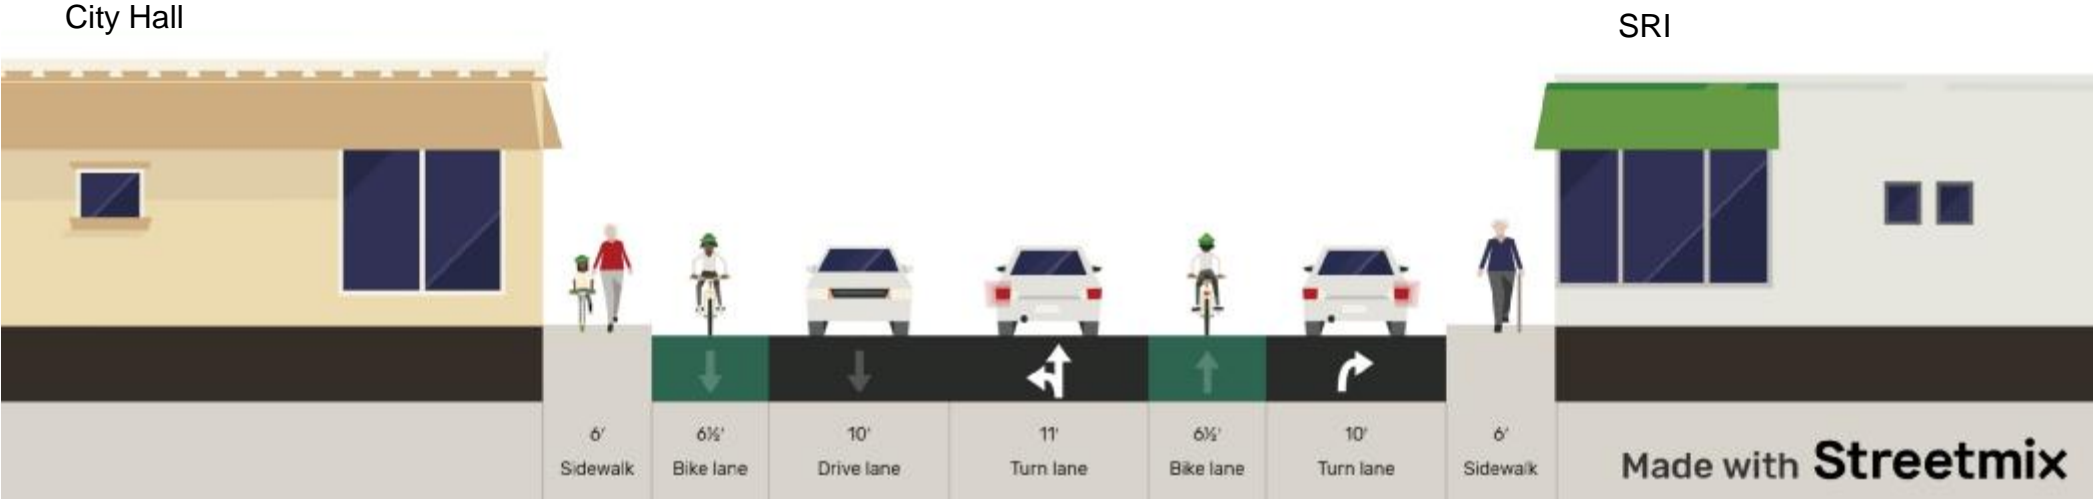 City Hall
SRI
6' 6½' 10' 11' 6½' 10' 6'
Sidewalk Bike lane Drive lane Turn lane Bike lane Turn lane Sidewalk
Made with Streetmix